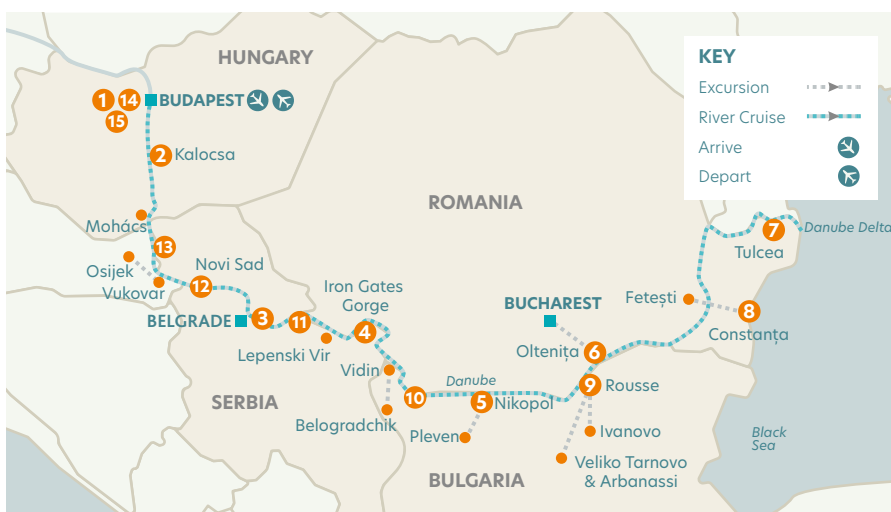 HUNGARY
KEY
Excursion
River Cruise
Arrive
Depart
1
14
BUDAPEST
15
2
Kalocsa
ROMANIA
Mohács
13
7
Danube Delta
Tulcea
Osijek
Novi Sad
Vukovar
12
Iron Gates
Gorge
BUCHAREST
Fetești
8
Constanța
BELGRADE
3
11
4
Lepenski Vir
Oltenița
6
Vidin
Danube
9
Rousse
SERBIA
10
5
Nikopol
Belogradchik
Pleven
Ivanovo
Black
Sea
Veliko Tarnovo
& Arbanassi
BULGARIA